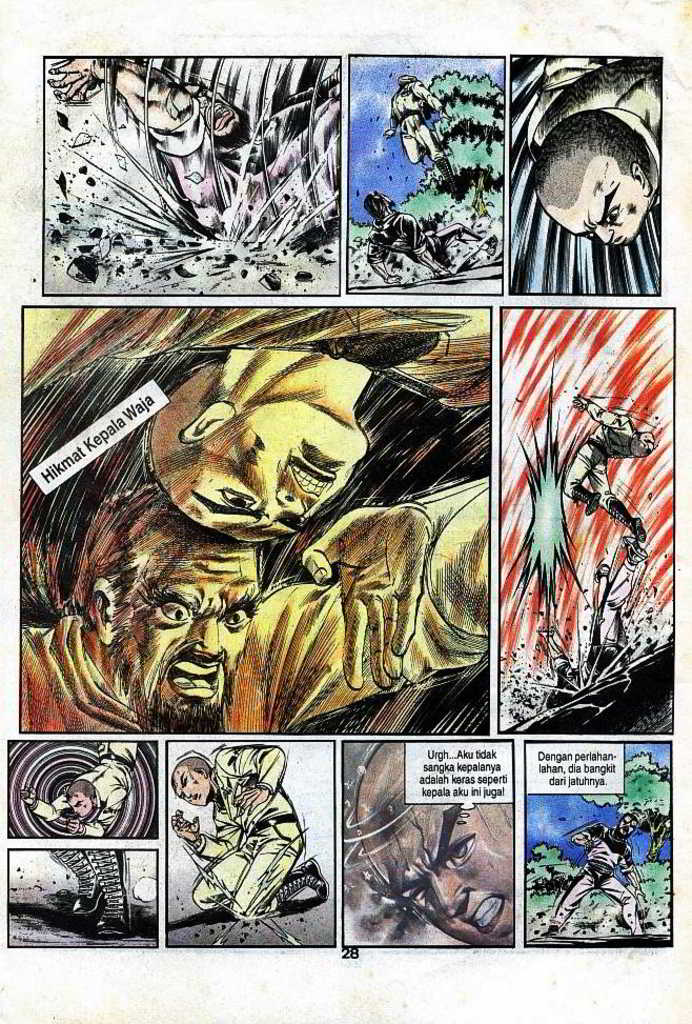 Hikmat Kepala Waja
Urgh...Aku tidak
sangka kepalanya
adalah keras seperti
kepala aku ini juga!
Dengan perlahan-
lahan, dia bangkit
dari jatuhnya.
28